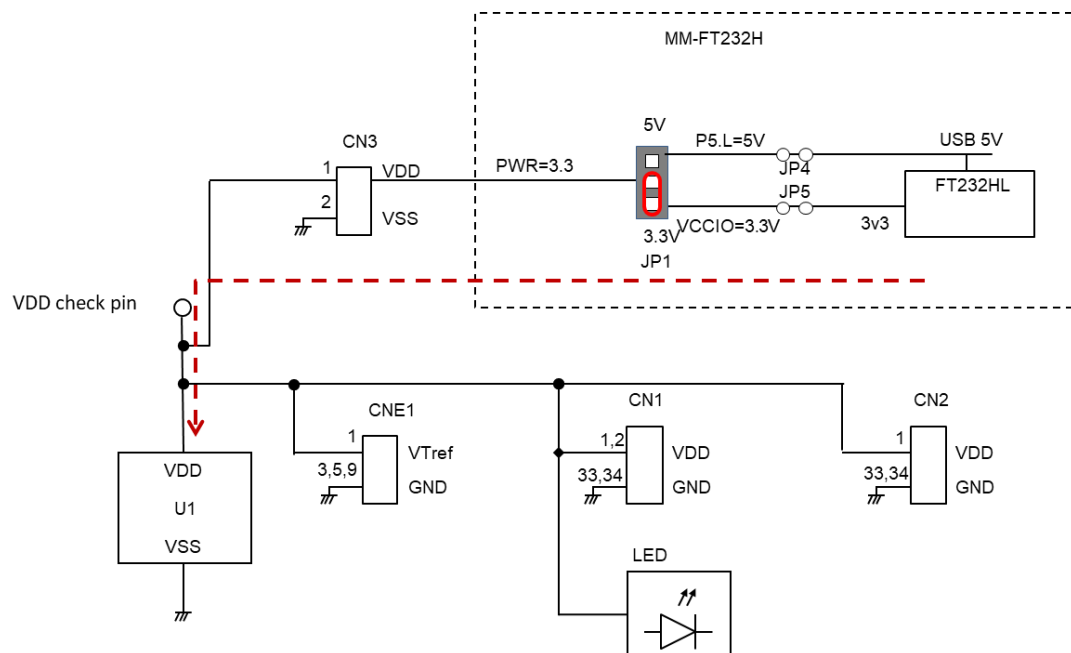 MM-FT232H
5V
P5.L=5V
USB 5V
CN3
1
VDD
PWR=3.3
JP4
FT232HL
JP5
2
VSS
VCCIO=3.3V
3v3
3.3V
JP1
VDD check pin
CNE1
CN1
CN2
1
VTref
1,2
VDD
1
VDD
3,5,9
GND
33,34
GND
33,34
GND
VDD
U1
VSS
LED